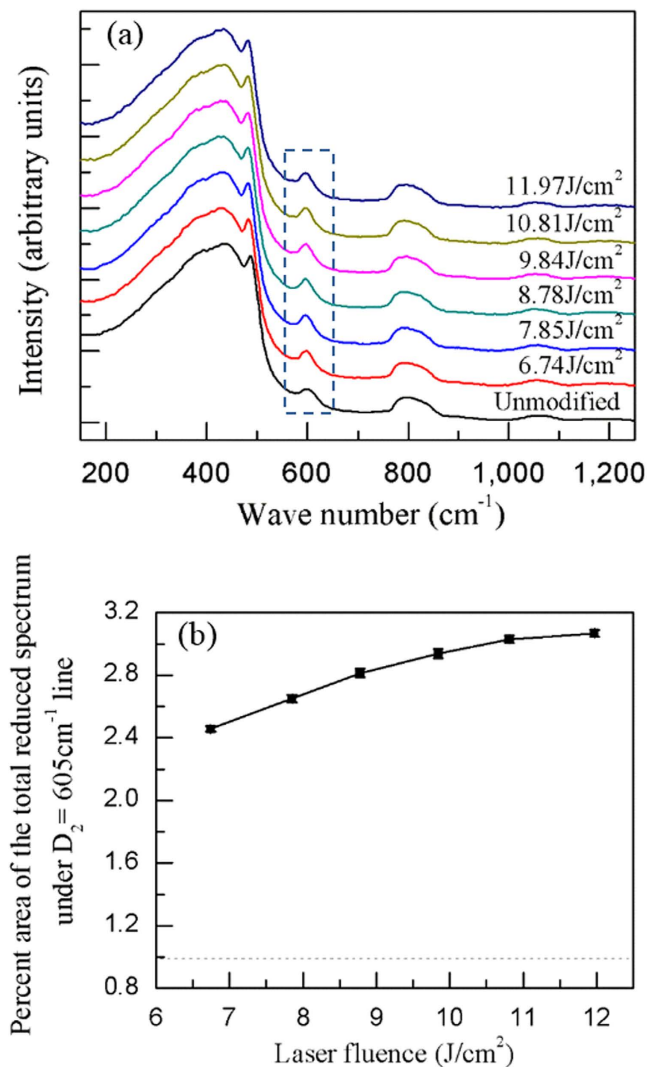 (a)
Intensity (arbitrary units)
11.97J/cm²
10.81J/cm²
9.84J/cm²
8.78J/cm²
7.85J/cm²
6.74J/cm²
Unmodified
200 400 600 800 1,000 1,200
Wave number (cm⁻¹)
(b)
Percent area of the total reduced spectrum
under D₂= 605cm⁻¹ line
3.2
2.8
2.4
2.0
1.6
1.2
0.8
6 7 8 9 10 11 12
Laser fluence (J/cm²)